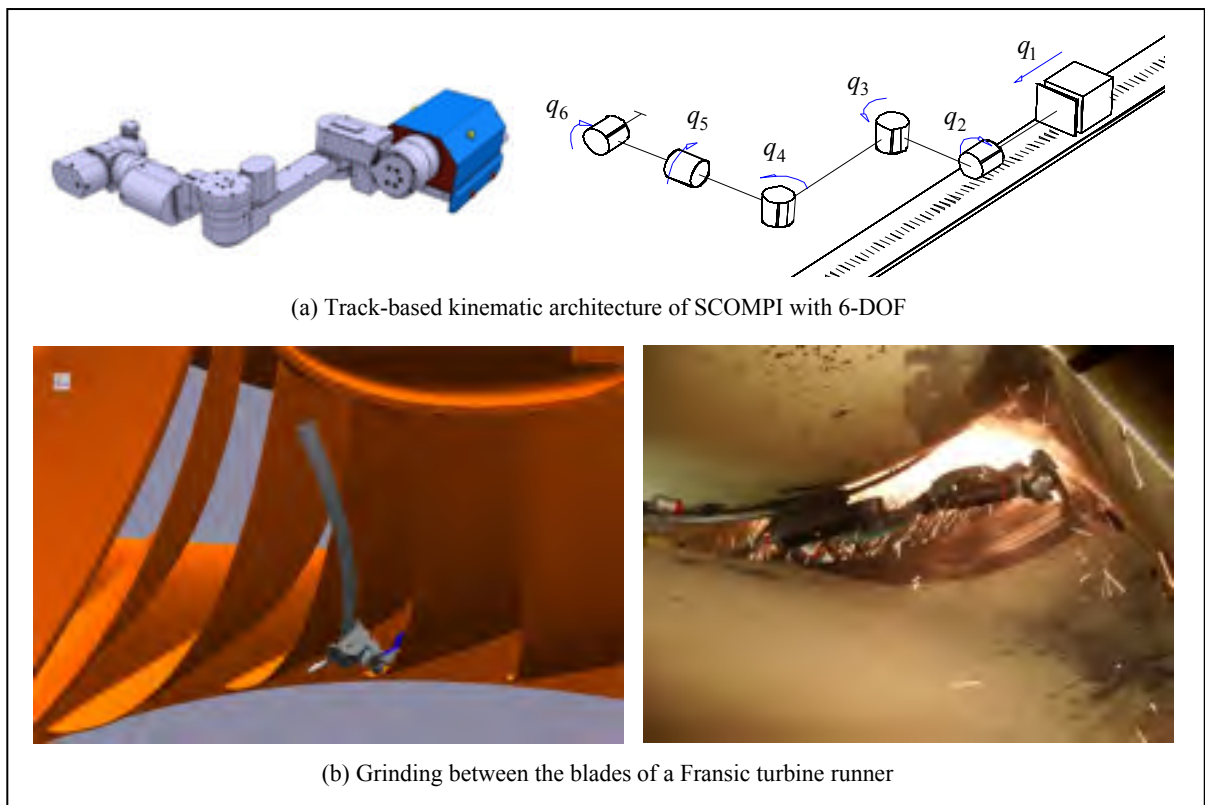 q1
q3
q6
q5
q2
q4
(a) Track-based kinematic architecture of SCOMPI with 6-DOF
(b) Grinding between the blades of a Fransic turbine runner